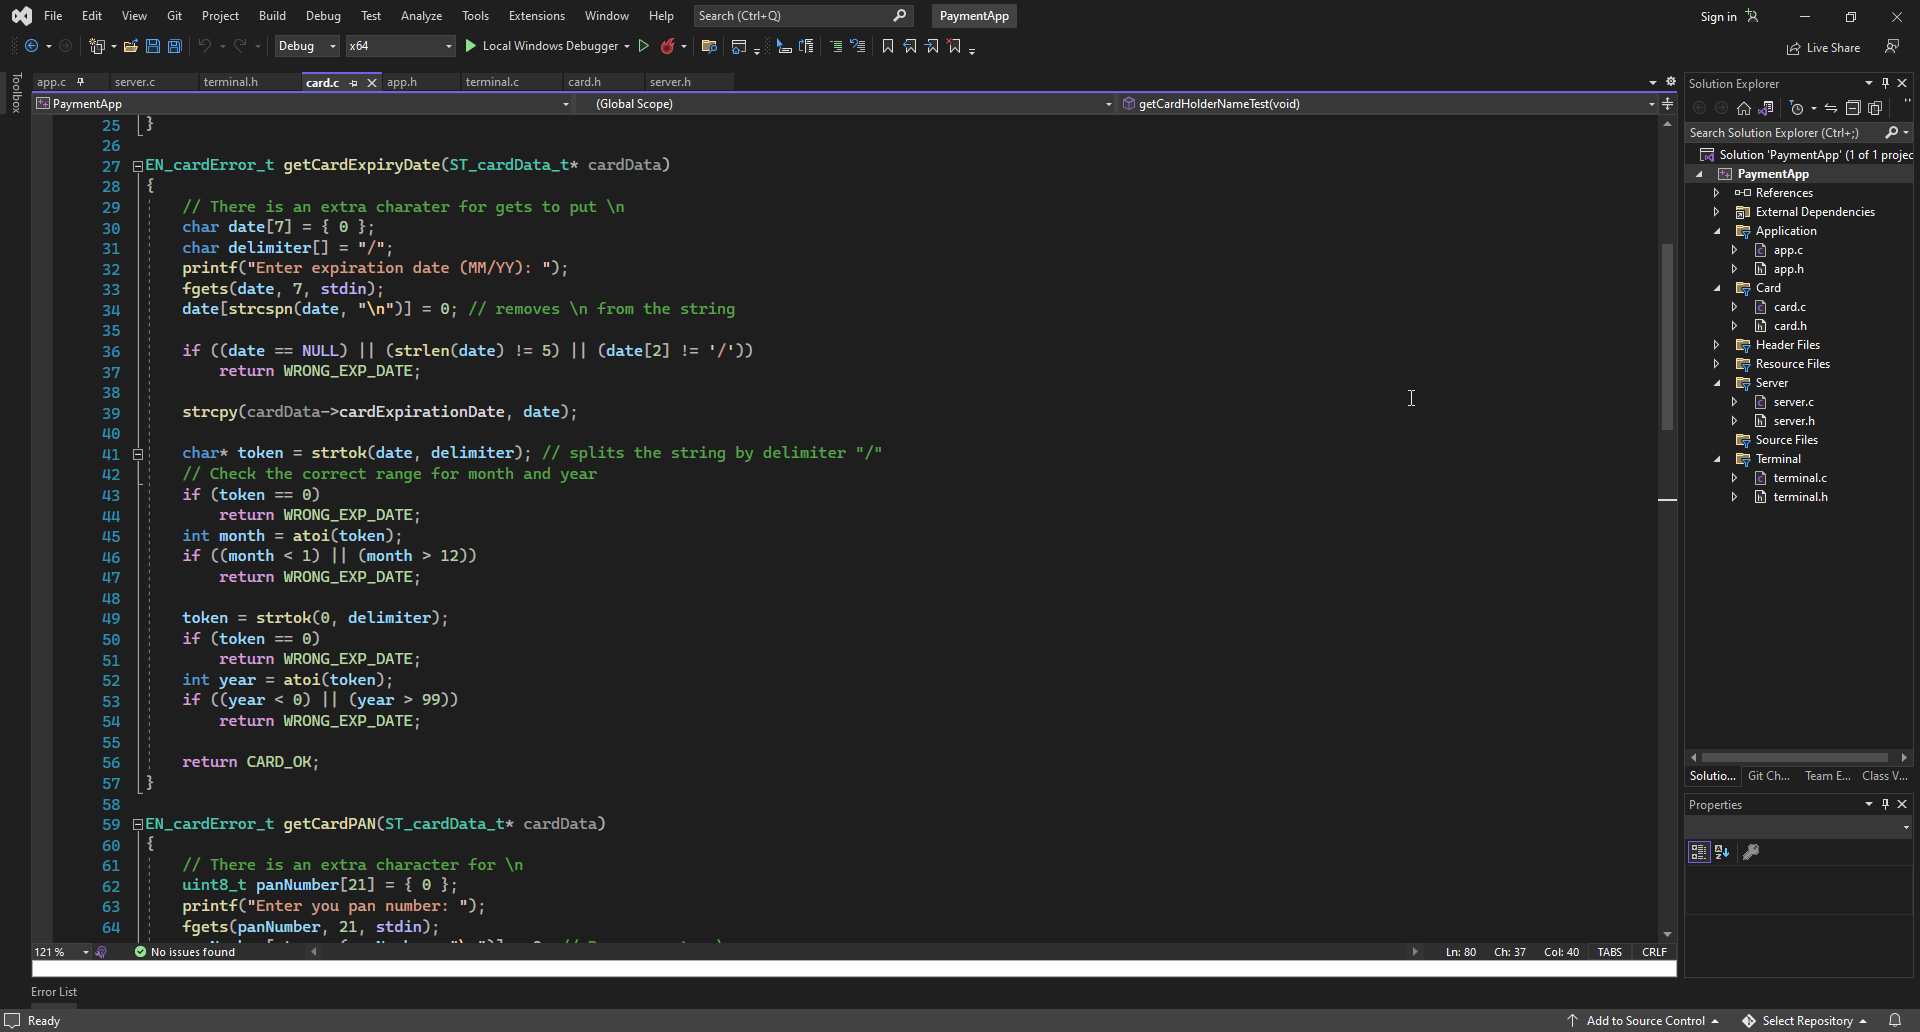 File Edit View Git Project Build Debug Test Analyze Tools Extensions Window Help Search (Ctrl+Q) PaymentApp Sign in
Debug x64 Local Windows Debugger Live Share
Toolbox
app.c server.c terminal.h card.c app.h terminal.c card.h server.h
PaymentApp (Global Scope) getCardHolderNameTest(void)
25 }
26
27 EN_cardError_t getCardExpiryDate(ST_cardData_t* cardData)
28 {
29 // There is an extra charater for gets to put \n
30 char date[7] = { 0 };
31 char delimiter[] = "/";
32 printf("Enter expiration date (MM/YY): ");
33 fgets(date, 7, stdin);
34 date[strcspn(date, "\n")] = 0; // removes \n from the string
35
36 if ((date == NULL) || (strlen(date) != 5) || (date[2] != '/'))
37 return WRONG_EXP_DATE;
38
39 strcpy(cardData->cardExpirationDate, date);
40
41 char* token = strtok(date, delimiter); // splits the string by delimiter "/"
42 // Check the correct range for month and year
43 if (token == 0)
44 return WRONG_EXP_DATE;
45 int month = atoi(token);
46 if ((month < 1) || (month > 12))
47 return WRONG_EXP_DATE;
48
49 token = strtok(0, delimiter);
50 if (token == 0)
51 return WRONG_EXP_DATE;
52 int year = atoi(token);
53 if ((year < 0) || (year > 99))
54 return WRONG_EXP_DATE;
55
56 return CARD_OK;
57 }
58
59 EN_cardError_t getCardPAN(ST_cardData_t* cardData)
60 {
61 // There is an extra character for \n
62 uint8_t panNumber[21] = { 0 };
63 printf("Enter you pan number: ");
64 fgets(panNumber, 21, stdin);
121 % No issues found Ln: 80 Ch: 37 Col: 40 TABS CRLF
Error List
Ready Add to Source Control Select Repository
Solution Explorer
Search Solution Explorer (Ctrl+;)
Solution 'PaymentApp' (1 of 1 projec
PaymentApp
References
External Dependencies
Application
app.c
app.h
Card
card.c
card.h
Header Files
Resource Files
Server
server.c
server.h
Source Files
Terminal
terminal.c
terminal.h
Solutio... Git Ch... Team E... Class V...
Properties